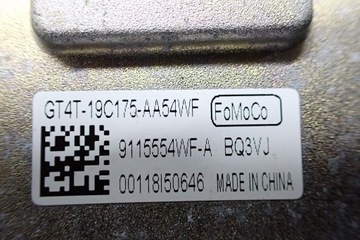 GT4T-19C175-AA54WF FoMoCo
9115554WF-A BQ3VJ
00118I50646 MADE IN CHINA